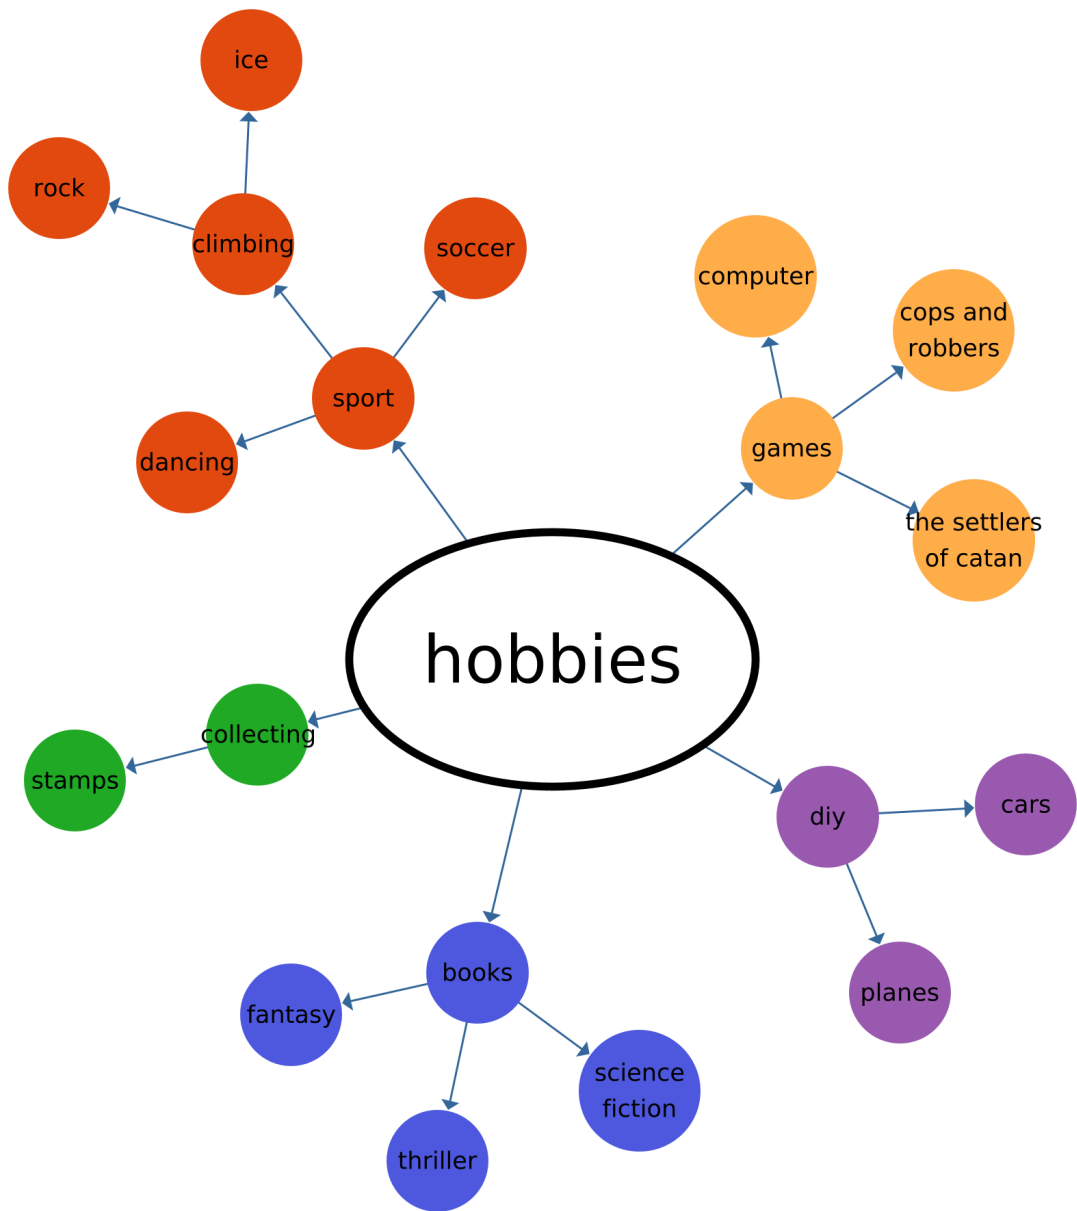 ice
rock
climbing
soccer
computer
cops and
robbers
sport
games
dancing
the settlers
of catan
hobbies
collecting
stamps
diy
cars
books
planes
fantasy
science
fiction
thriller